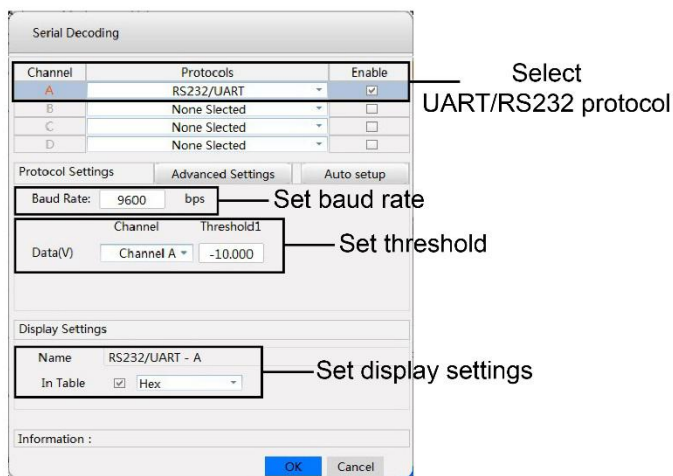 Serial Decoding
Channel Protocols Enable
A RS232/UART
B None Slected
C None Slected
D None Slected
Select
UART/RS232 protocol
Protocol Settings Advanced Settings Auto setup
Baud Rate: 9600 bps
Set baud rate
Channel Threshold1
Data(V) Channel A -10.000
Set threshold
Display Settings
Name RS232/UART - A
In Table Hex
Set display settings
Information :
OK Cancel